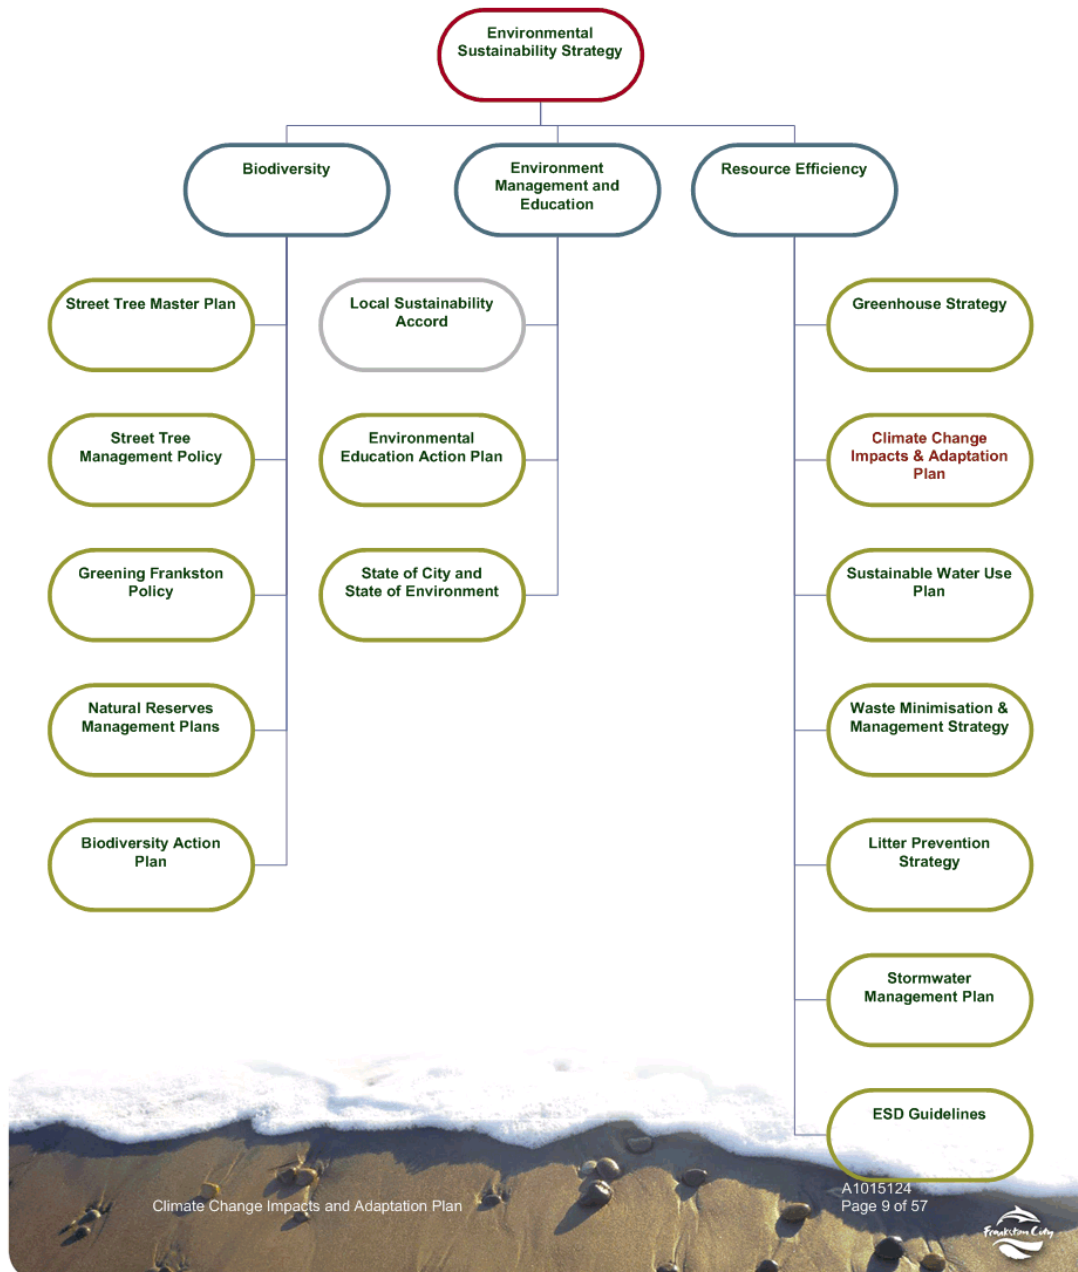 Environmental
Sustainability Strategy
Biodiversity
Environment
Management and
Education
Resource Efficiency
Street Tree Master Plan
Local Sustainability
Accord
Greenhouse Strategy
Street Tree
Management Policy
Environmental
Education Action Plan
Climate Change
Impacts & Adaptation
Plan
Greening Frankston
Policy
State of City and
State of Environment
Sustainable Water Use
Plan
Natural Reserves
Management Plans
Waste Minimisation &
Management Strategy
Biodiversity Action
Plan
Litter Prevention
Strategy
Stormwater
Management Plan
ESD Guidelines
Climate Change Impacts and Adaptation Plan
A1015124
Page 9 of 57
Frankston City